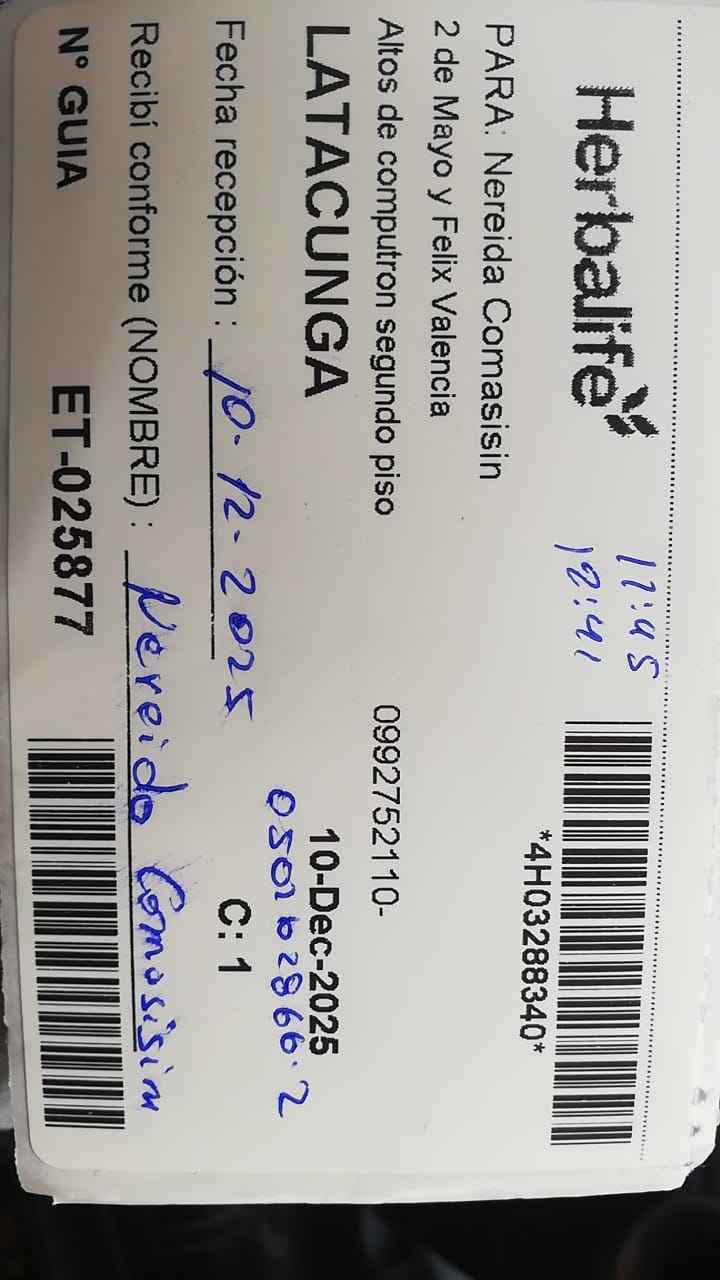 Herbalife
11:45
12:41
*4H03288340*
PARA: Nereida Comasisin
2 de Mayo y Felix Valencia
Altos de computron segundo piso
0992752110-
LATACUNGA
10-Dec-2025
Fecha recepción : 10-12-2025
C: 1
Recibí conforme (NOMBRE) : Nereida Comasisin
N° GUIA ET-025877